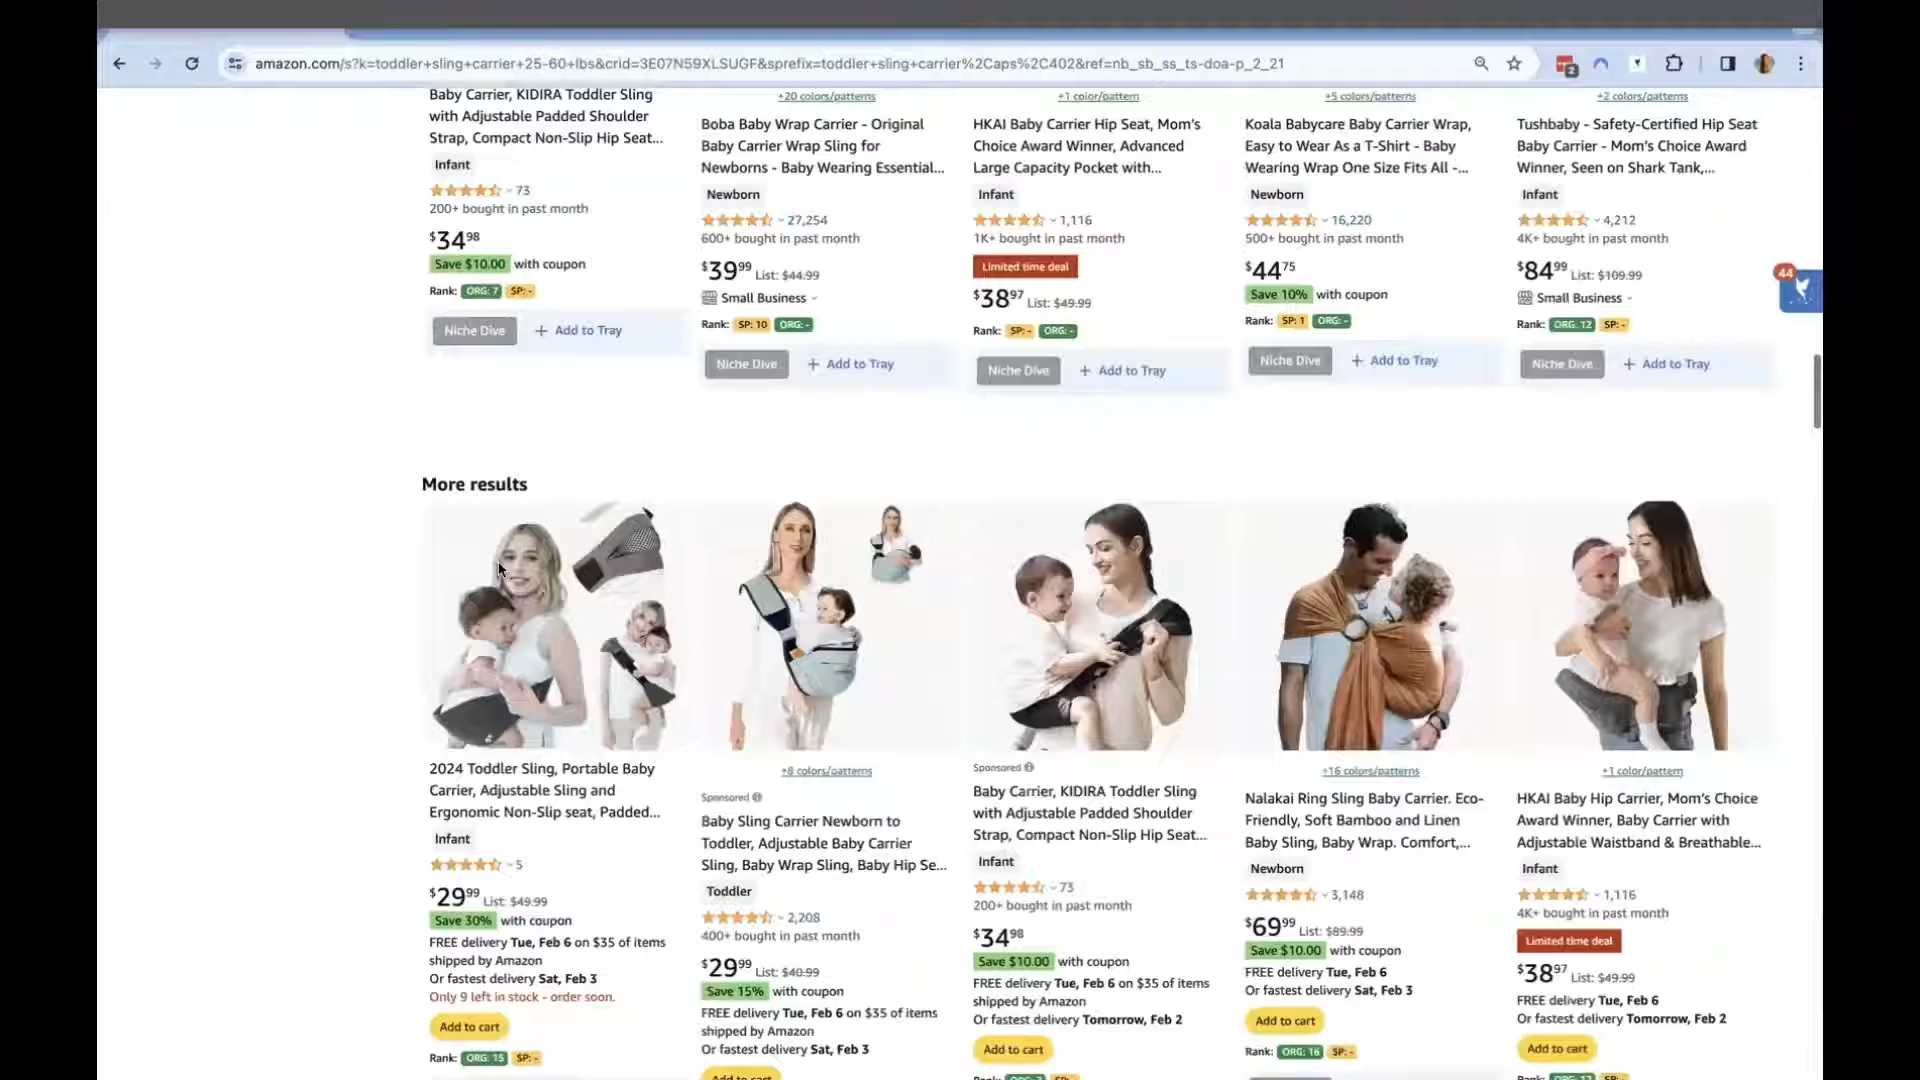 amazon.com/s?k=toddler+sling+carrier+25-60+lbs&crid=3E07N59XLSUGF&sprefix=toddler+sling+carrier%2Caps%2C402&ref=nb_sb_ss_ts-doa-p_2_21
2
44
Baby Carrier, KIDIRA Toddler Sling
with Adjustable Padded Shoulder
Strap, Compact Non-Slip Hip Seat...
Infant
73
200+ bought in past month
$34 98
Save $10.00 with coupon
Rank: ORG: 7 SP: -
Niche Dive + Add to Tray
+20 colors/patterns
Boba Baby Wrap Carrier - Original
Baby Carrier Wrap Sling for
Newborns - Baby Wearing Essential...
Newborn
27,254
600+ bought in past month
$39 99 List: $44.99
Small Business
Rank: SP: 10 ORG: -
Niche Dive + Add to Tray
+1 color/pattern
HKAI Baby Carrier Hip Seat, Mom's
Choice Award Winner, Advanced
Large Capacity Pocket with...
Infant
1,116
1K+ bought in past month
Limited time deal
$38 97 List: $49.99
Rank: SP: - ORG: -
Niche Dive + Add to Tray
+5 colors/patterns
Koala Babycare Baby Carrier Wrap,
Easy to Wear As a T-Shirt - Baby
Wearing Wrap One Size Fits All -...
Newborn
16,220
500+ bought in past month
$44 75
Save 10% with coupon
Rank: SP: 1 ORG: -
Niche Dive + Add to Tray
+2 colors/patterns
Tushbaby - Safety-Certified Hip Seat
Baby Carrier - Mom's Choice Award
Winner, Seen on Shark Tank,...
Infant
4,212
4K+ bought in past month
$84 99 List: $109.99
Small Business
Rank: ORG: 12 SP: -
Niche Dive + Add to Tray
More results
2024 Toddler Sling, Portable Baby
Carrier, Adjustable Sling and
Ergonomic Non-Slip seat, Padded...
Infant
5
$29 99 List: $49.99
Save 30% with coupon
FREE delivery Tue, Feb 6 on $35 of items
shipped by Amazon
Or fastest delivery Sat, Feb 3
Only 9 left in stock - order soon.
Add to cart
Rank: ORG: 15 SP: -
+8 colors/patterns
Sponsored
Baby Sling Carrier Newborn to
Toddler, Adjustable Baby Carrier
Sling, Baby Wrap Sling, Baby Hip Se...
Toddler
2,208
400+ bought in past month
$29 99 List: $40.99
Save 15% with coupon
FREE delivery Tue, Feb 6 on $35 of items
shipped by Amazon
Or fastest delivery Sat, Feb 3
Add to cart
Sponsored
Baby Carrier, KIDIRA Toddler Sling
with Adjustable Padded Shoulder
Strap, Compact Non-Slip Hip Seat...
Infant
73
200+ bought in past month
$34 98
Save $10.00 with coupon
FREE delivery Tue, Feb 6 on $35 of items
shipped by Amazon
Or fastest delivery Tomorrow, Feb 2
Add to cart
+16 colors/patterns
Nalakai Ring Sling Baby Carrier. Eco-
Friendly, Soft Bamboo and Linen
Baby Sling, Baby Wrap. Comfort,...
Newborn
3,148
$69 99 List: $89.99
Save $10.00 with coupon
FREE delivery Tue, Feb 6
Or fastest delivery Sat, Feb 3
Add to cart
Rank: ORG: 16 SP: -
+1 color/pattern
HKAI Baby Hip Carrier, Mom's Choice
Award Winner, Baby Carrier with
Adjustable Waistband & Breathable...
Infant
1,116
4K+ bought in past month
Limited time deal
$38 97 List: $49.99
FREE delivery Tue, Feb 6
Or fastest delivery Tomorrow, Feb 2
Add to cart